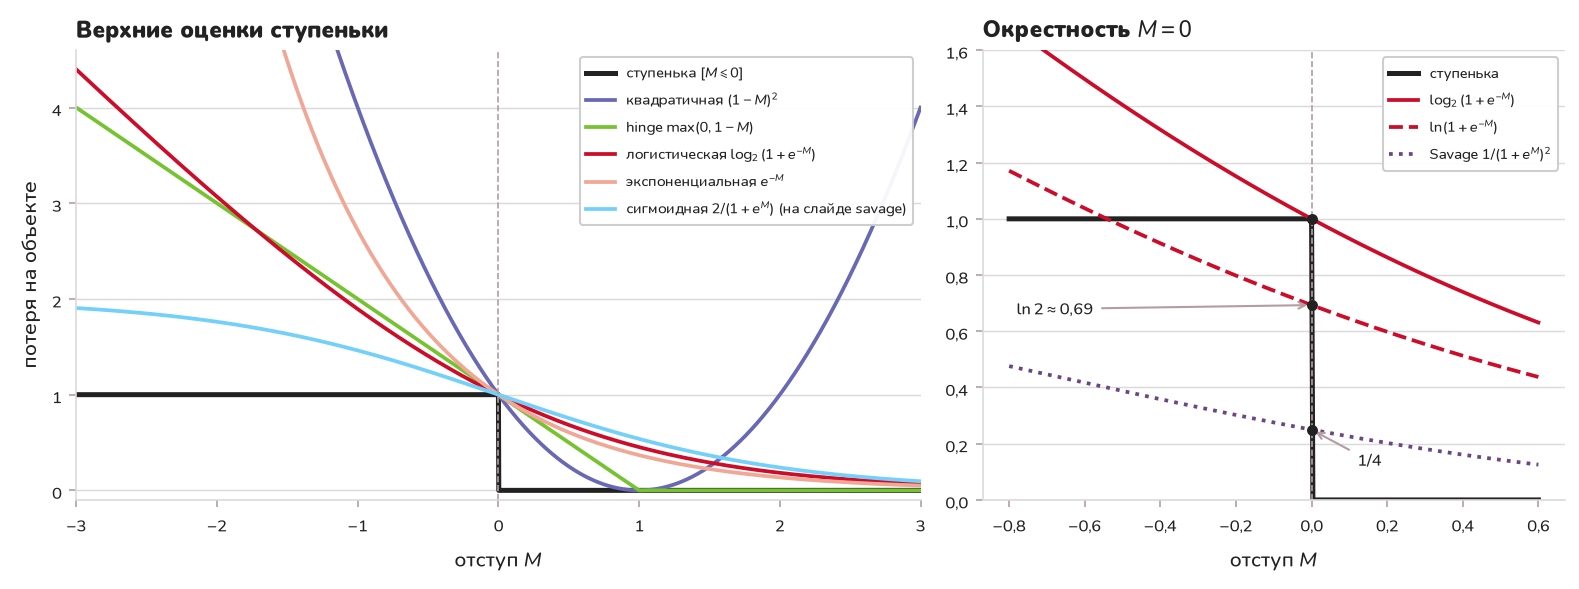 Верхние оценки ступеньки
потеря на объекте
4
3
2
1
0
−3
−2
−1
0
1
2
3
отступ M
ступенька [M ⩽ 0]
квадратичная (1 − M)²
hinge max(0, 1 − M)
логистическая log₂ (1 + e⁻ᴹ)
экспоненциальная e⁻ᴹ
сигмоидная 2/(1 + eᴹ) (на слайде savage)
Окрестность M = 0
1,6
1,4
1,2
1,0
0,8
0,6
0,4
0,2
0,0
−0,8
−0,6
−0,4
−0,2
0,0
0,2
0,4
0,6
отступ M
ступенька
log₂ (1 + e⁻ᴹ)
ln(1 + e⁻ᴹ)
Savage 1/(1 + eᴹ)²
ln 2 ≈ 0,69
1/4